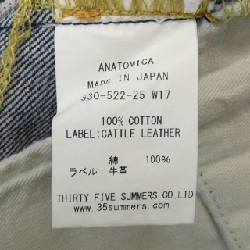 ANATOMICA
MADE IN JAPAN
530-522-26 W17
100% COTTON
LABEL:CATTLE LEATHER
綿 100%
ラベル 牛革
THIRTY FIVE SUMMERS CO.LTD
www.35summers.com